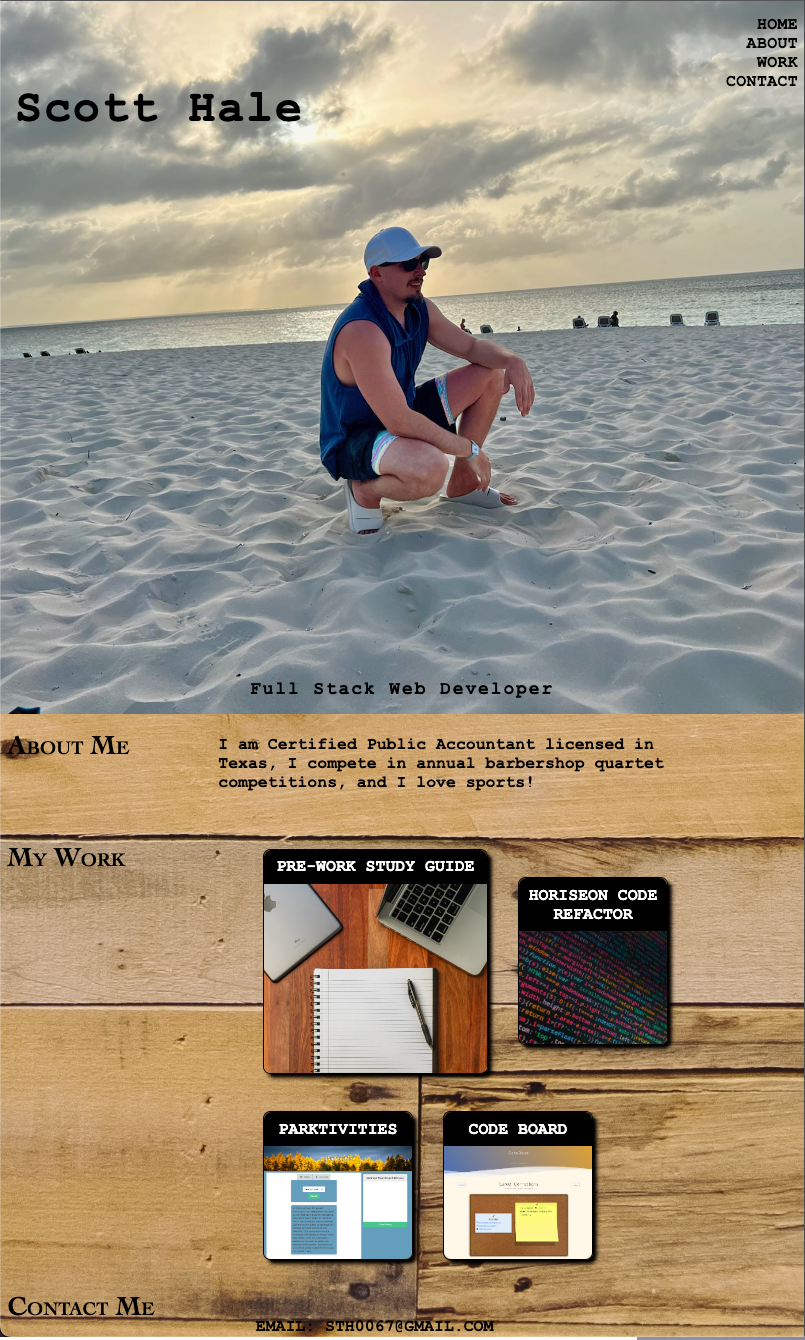 HOME
ABOUT
WORK
CONTACT
Scott Hale
Full Stack Web Developer
About Me
I am Certified Public Accountant licensed in
Texas, I compete in annual barbershop quartet
competitions, and I love sports!
My Work
PRE-WORK STUDY GUIDE
HORISEON CODE
REFACTOR
PARKTIVITIES
CODE BOARD
Contact Me
EMAIL: STH0067@GMAIL.COM